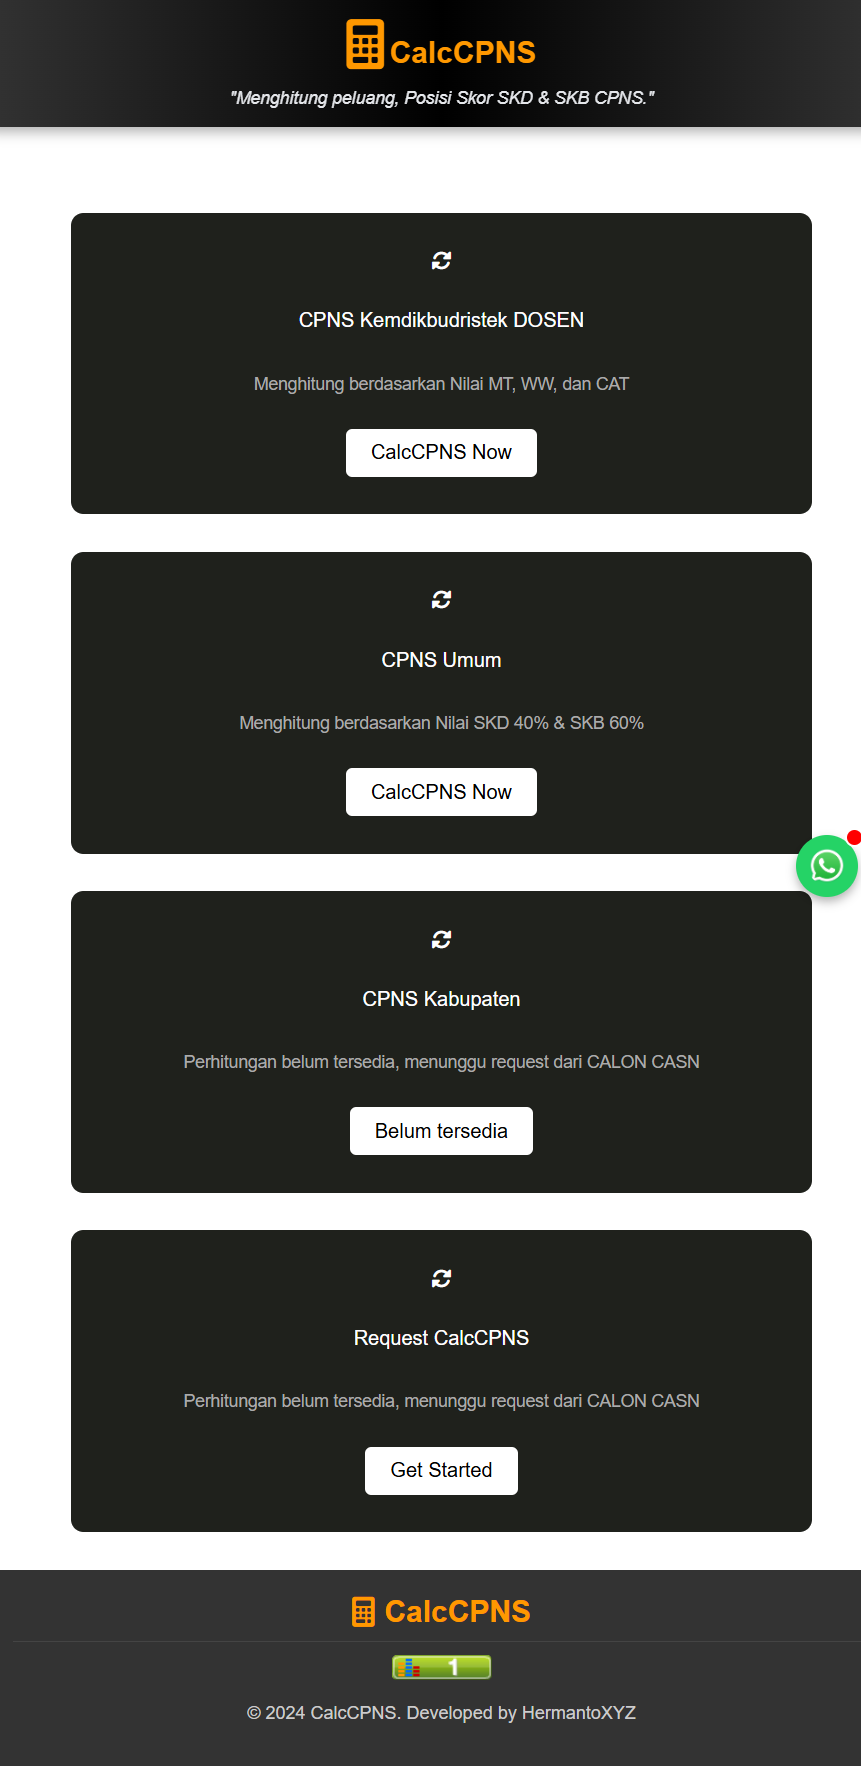 CalcCPNS
"Menghitung peluang, Posisi Skor SKD & SKB CPNS."
CPNS Kemdikbudristek DOSEN
Menghitung berdasarkan Nilai MT, WW, dan CAT
CalcCPNS Now
CPNS Umum
Menghitung berdasarkan Nilai SKD 40% & SKB 60%
CalcCPNS Now
CPNS Kabupaten
Perhitungan belum tersedia, menunggu request dari CALON CASN
Belum tersedia
Request CalcCPNS
Perhitungan belum tersedia, menunggu request dari CALON CASN
Get Started
CalcCPNS
1
© 2024 CalcCPNS. Developed by HermantoXYZ